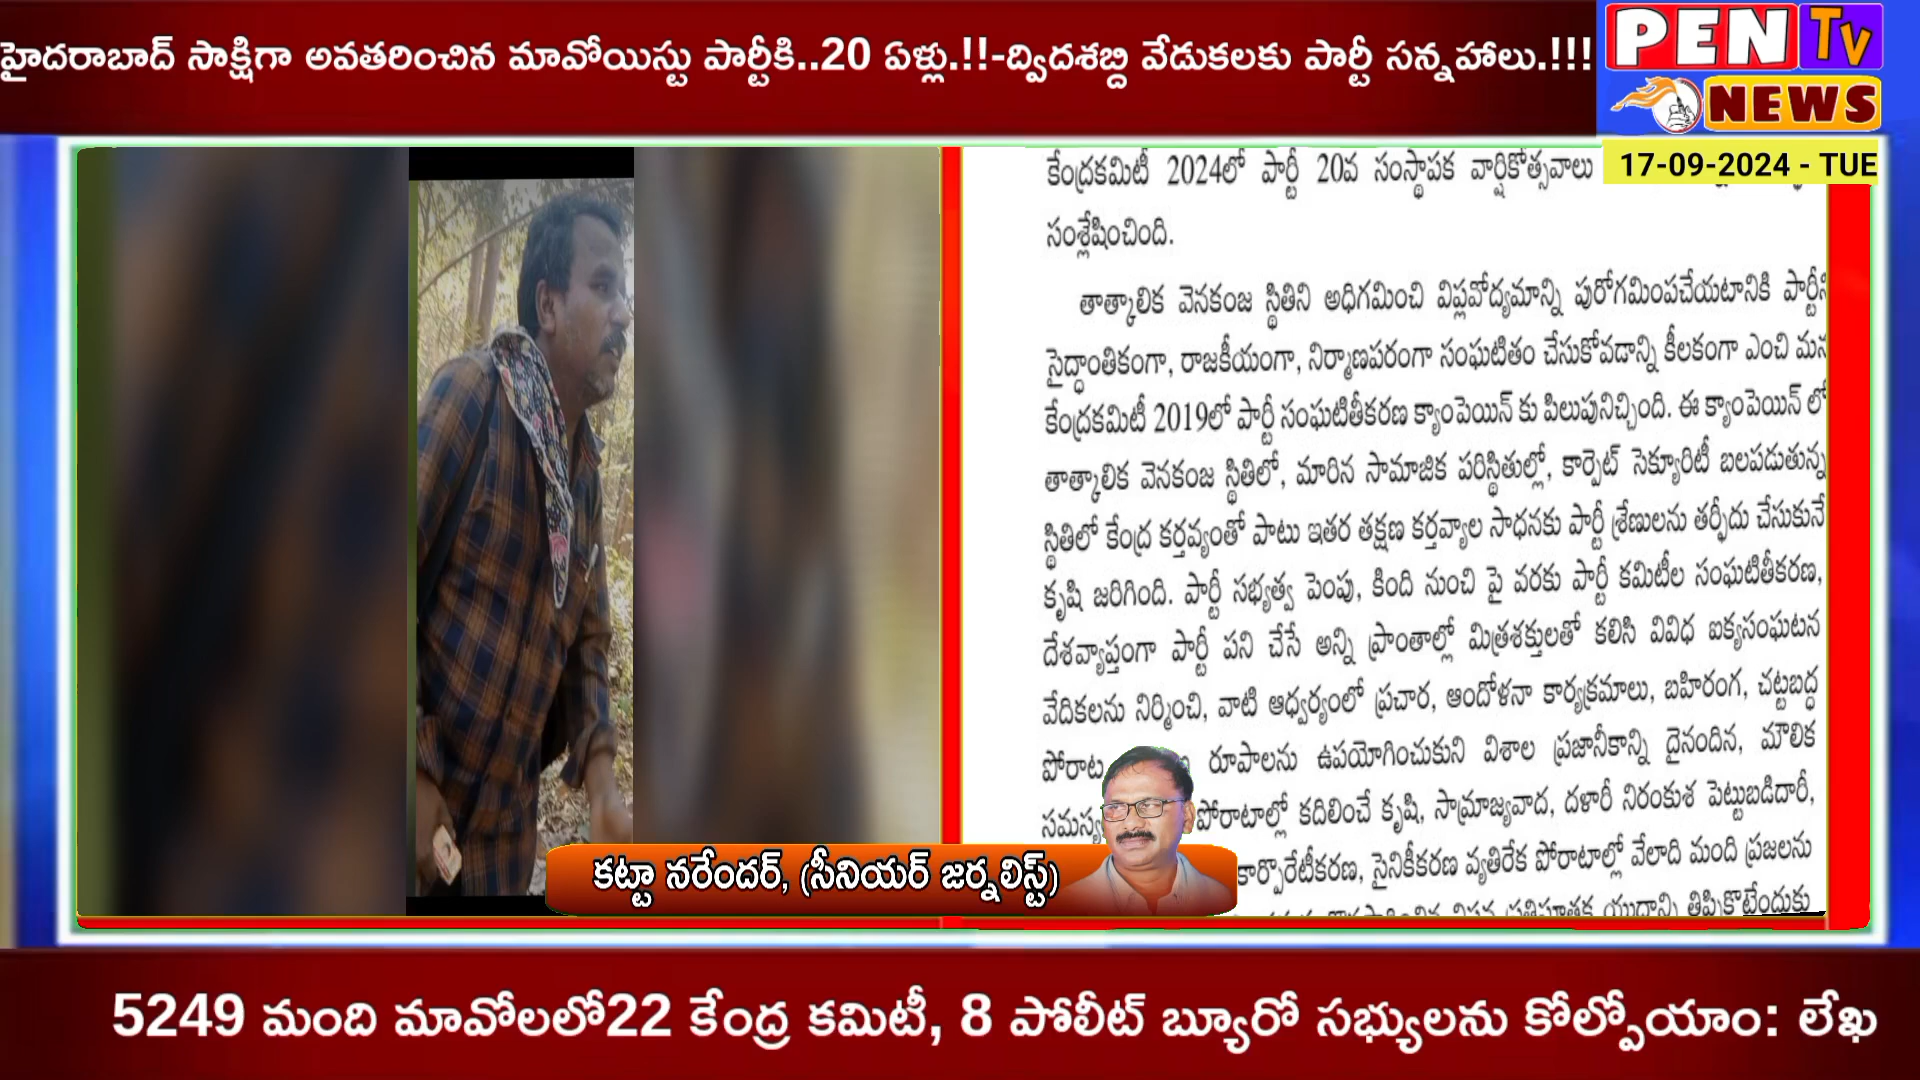 హైదరాబాద్ సాక్షిగా అవతరించిన మావోయిస్టు పార్టీకి..20 ఏళ్లు.!!-ద్విదశబ్ది వేడుకలకు పార్టీ సన్నహాలు.!!!
PEN TV
NEWS
17-09-2024 - TUE
కేంద్రకమిటీ 2024లో పార్టీ 20వ సంస్థాపక వార్షికోత్సవాలు
సంశ్లేషించింది.
తాత్కాలిక వెనకంజ స్థితిని అధిగమించి విప్లవోద్యమాన్ని పురోగమింపచేయటానికి పార్టీని
సైద్ధాంతికంగా, రాజకీయంగా, నిర్మాణపరంగా సంఘటితం చేసుకోవడాన్ని కీలకంగా ఎంచి మన
కేంద్రకమిటీ 2019లో పార్టీ సంఘటితీకరణ క్యాంపెయిన్ కు పిలుపునిచ్చింది. ఈ క్యాంపెయిన్ లో
తాత్కాలిక వెనకంజ స్థితిలో, మారిన సామాజిక పరిస్థితుల్లో, కార్పెట్ సెక్యూరిటీ బలపడుతున్న
స్థితిలో కేంద్ర కర్తవ్యంతో పాటు ఇతర తక్షణ కర్తవ్యాల సాధనకు పార్టీ శ్రేణులను తర్ఫీదు చేసుకునే
కృషి జరిగింది. పార్టీ సభ్యత్వ పెంపు, కింది నుంచి పై వరకు పార్టీ కమిటీల సంఘటితీకరణ,
దేశవ్యాప్తంగా పార్టీ పని చేసే అన్ని ప్రాంతాల్లో మిత్రశక్తులతో కలిసి వివిధ ఐక్యసంఘటన
వేదికలను నిర్మించి, వాటి ఆధ్వర్యంలో ప్రచార, ఆందోళనా కార్యక్రమాలు, బహిరంగ, చట్టబద్ధ
పోరాట రూపాలను ఉపయోగించుకుని విశాల ప్రజానీకాన్ని దైనందిన, మౌలిక
పోరాటాల్లో కదిలించే కృషి, సామ్రాజ్యవాద, దళారీ నిరంకుశ పెట్టుబడిదారీ,
కార్పొరేటీకరణ, సైనికీకరణ వ్యతిరేక పోరాటాల్లో వేలాది మంది ప్రజలను
కట్టా నరేందర్, (సీనియర్ జర్నలిస్ట్)
5249 మంది మావోలలో22 కేంద్ర కమిటీ, 8 పోలీట్ బ్యూరో సభ్యులను కోల్పోయాం: లేఖ